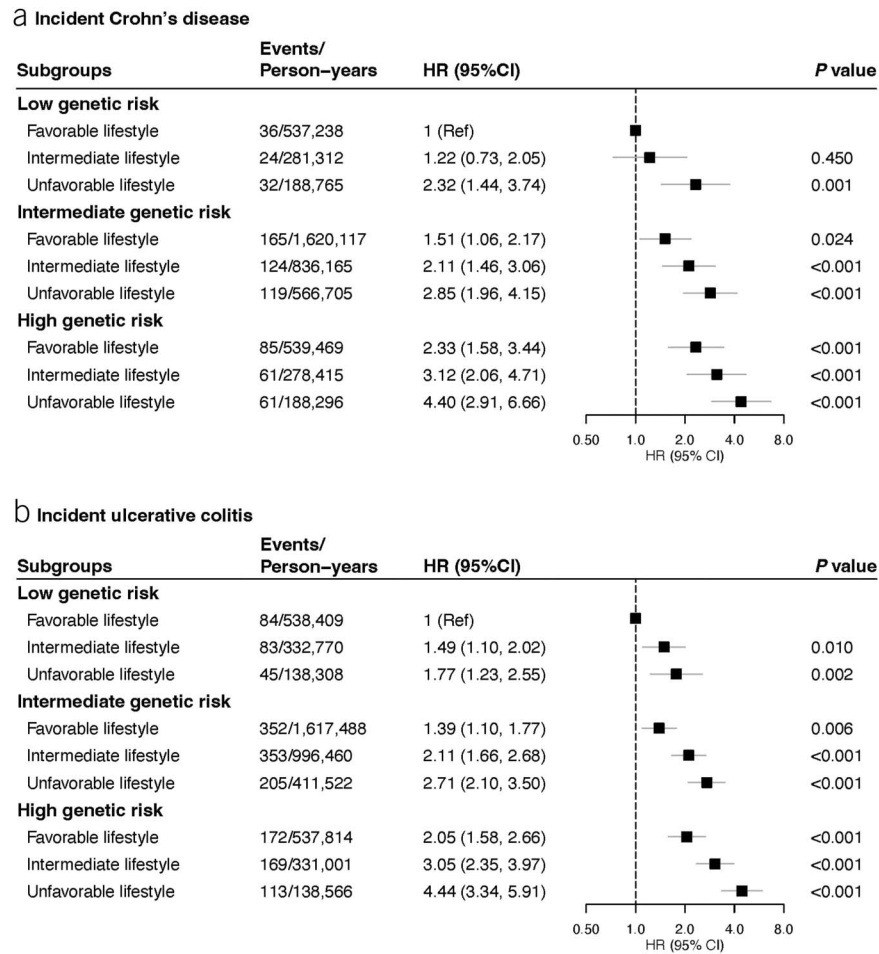 a Incident Crohn's disease
Subgroups Events/ Person–years HR (95%CI) P value
Low genetic risk
Favorable lifestyle 36/537,238 1 (Ref)
Intermediate lifestyle 24/281,312 1.22 (0.73, 2.05) 0.450
Unfavorable lifestyle 32/188,765 2.32 (1.44, 3.74) 0.001
Intermediate genetic risk
Favorable lifestyle 165/1,620,117 1.51 (1.06, 2.17) 0.024
Intermediate lifestyle 124/836,165 2.11 (1.46, 3.06) <0.001
Unfavorable lifestyle 119/566,705 2.85 (1.96, 4.15) <0.001
High genetic risk
Favorable lifestyle 85/539,469 2.33 (1.58, 3.44) <0.001
Intermediate lifestyle 61/278,415 3.12 (2.06, 4.71) <0.001
Unfavorable lifestyle 61/188,296 4.40 (2.91, 6.66) <0.001
0.50 1.0 2.0 4.0 8.0
HR (95% CI)
b Incident ulcerative colitis
Subgroups Events/ Person–years HR (95%CI) P value
Low genetic risk
Favorable lifestyle 84/538,409 1 (Ref)
Intermediate lifestyle 83/332,770 1.49 (1.10, 2.02) 0.010
Unfavorable lifestyle 45/138,308 1.77 (1.23, 2.55) 0.002
Intermediate genetic risk
Favorable lifestyle 352/1,617,488 1.39 (1.10, 1.77) 0.006
Intermediate lifestyle 353/996,460 2.11 (1.66, 2.68) <0.001
Unfavorable lifestyle 205/411,522 2.71 (2.10, 3.50) <0.001
High genetic risk
Favorable lifestyle 172/537,814 2.05 (1.58, 2.66) <0.001
Intermediate lifestyle 169/331,001 3.05 (2.35, 3.97) <0.001
Unfavorable lifestyle 113/138,566 4.44 (3.34, 5.91) <0.001
0.50 1.0 2.0 4.0 8.0
HR (95% CI)